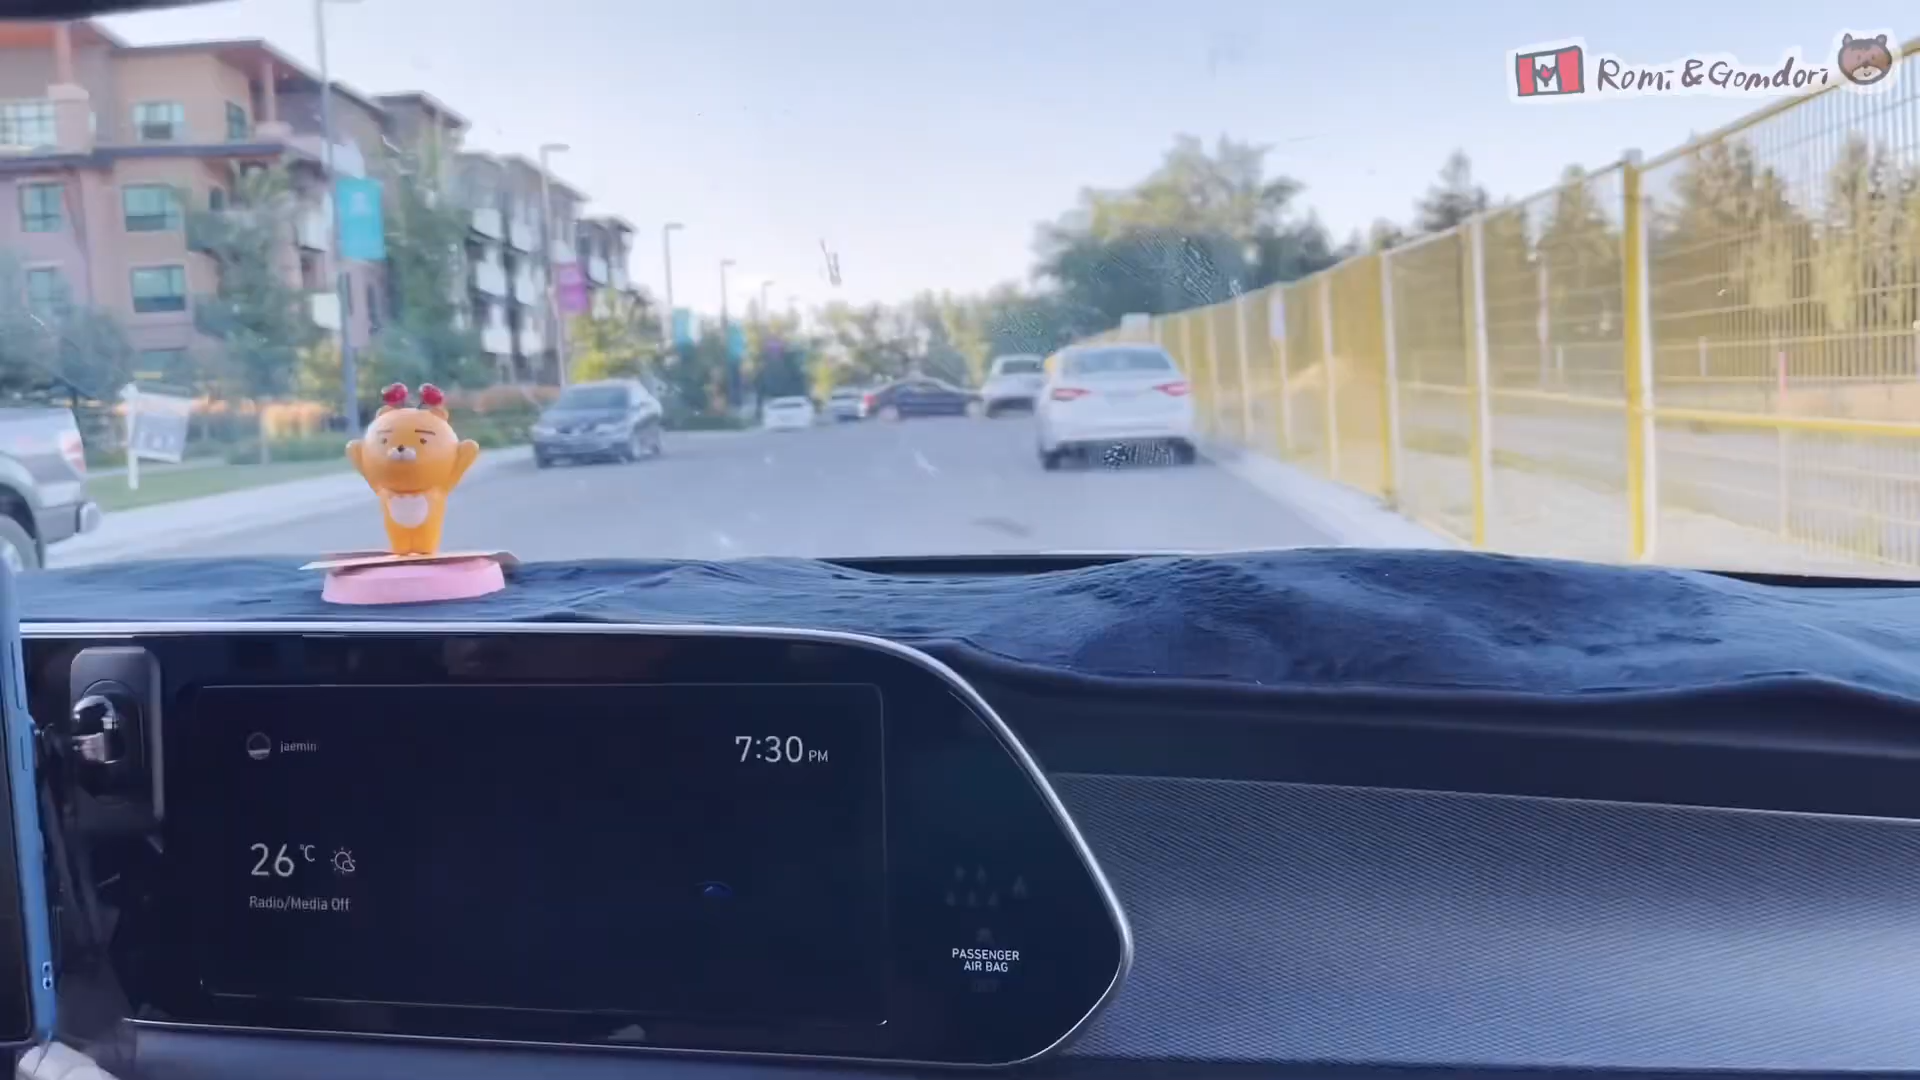 Romi & Gomdori
jaemin
7:30 PM
26°C
Radio/Media Off
PASSENGER
AIR BAG